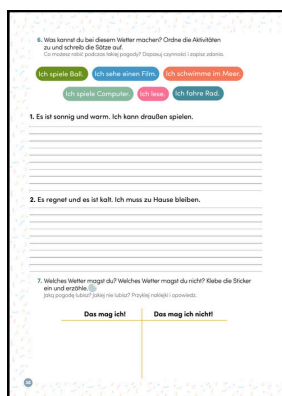 6. Was kannst du bei diesem Wetter machen? Ordne die Aktivitäten
zu und schreib die Sätze auf.
Co możesz robić podczas takiej pogody? Dopasuj czynności i zapisz zdania.
Ich spiele Ball. Ich sehe einen Film. Ich schwimme im Meer.
Ich spiele Computer. Ich lese. Ich fahre Rad.
1. Es ist sonnig und warm. Ich kann draußen spielen.
2. Es regnet und es ist kalt. Ich muss zu Hause bleiben.
7. Welches Wetter magst du? Welches Wetter magst du nicht? Klebe die Sticker
ein und erzähle.
Jaką pogodę lubisz? Jakiej nie lubisz? Przyklej naklejki i opowiedz.
Das mag ich! Das mag ich nicht!